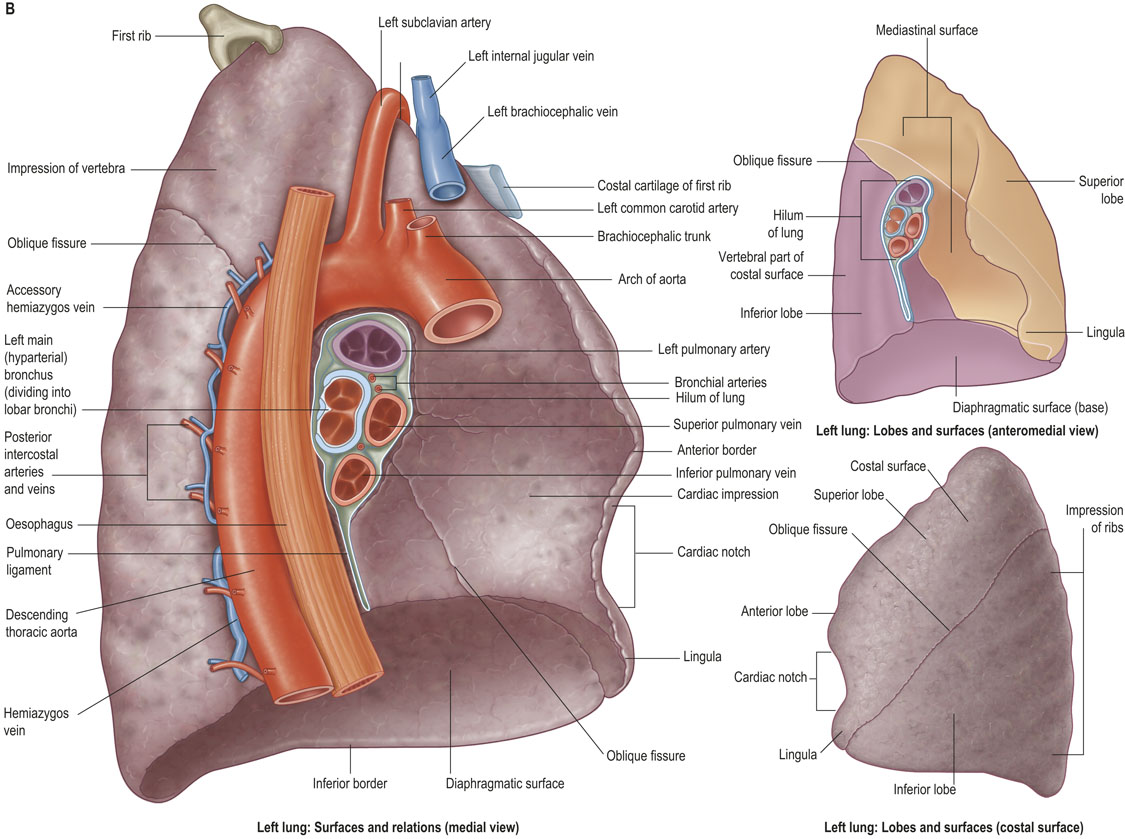 B
First rib
Left subclavian artery
Left internal jugular vein
Left brachiocephalic vein
Impression of vertebra
Costal cartilage of first rib
Left common carotid artery
Oblique fissure
Brachiocephalic trunk
Arch of aorta
Accessory
hemiazygos vein
Left main
(hyparterial)
bronchus
(dividing into
lobar bronchi)
Left pulmonary artery
Bronchial arteries
Hilum of lung
Superior pulmonary vein
Posterior
intercostal
arteries
and veins
Anterior border
Inferior pulmonary vein
Cardiac impression
Oesophagus
Pulmonary
ligament
Cardiac notch
Descending
thoracic aorta
Lingula
Hemiazygos
vein
Oblique fissure
Inferior border
Diaphragmatic surface
Left lung: Surfaces and relations (medial view)
Mediastinal surface
Oblique fissure
Superior
lobe
Hilum
of lung
Vertebral part of
costal surface
Inferior lobe
Lingula
Diaphragmatic surface (base)
Left lung: Lobes and surfaces (anteromedial view)
Costal surface
Superior lobe
Impression
of ribs
Oblique fissure
Anterior lobe
Cardiac notch
Lingula
Inferior lobe
Left lung: Lobes and surfaces (costal surface)